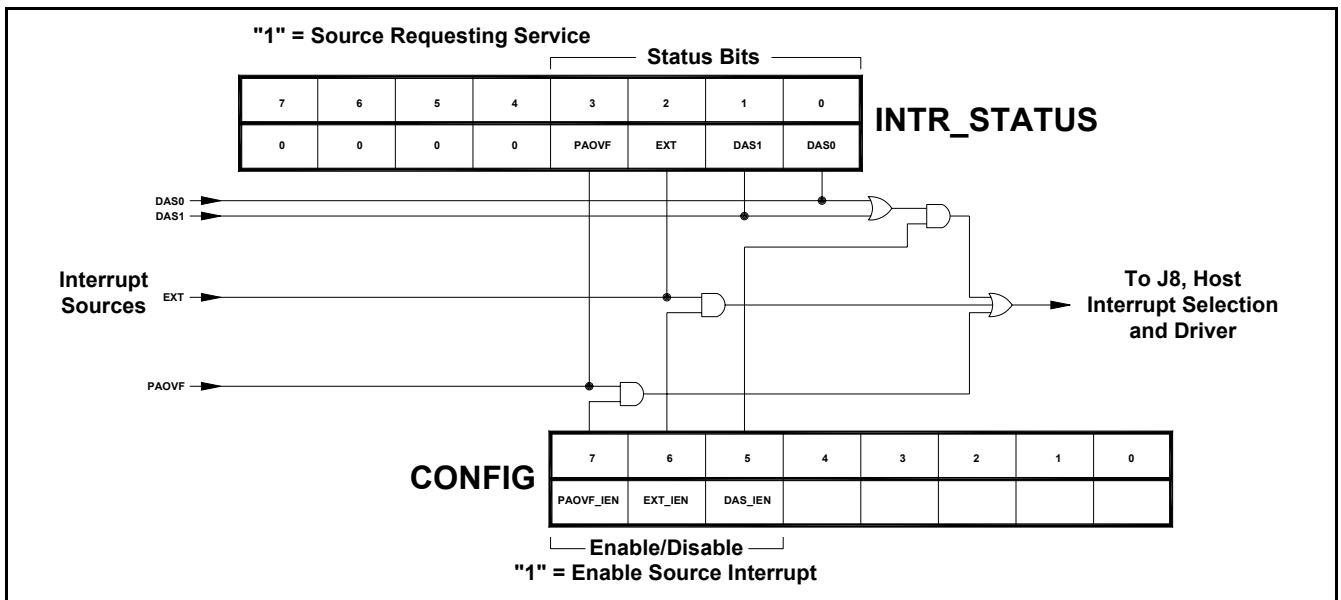 "1" = Source Requesting Service
Status Bits
7 6 5 4 3 2 1 0
0 0 0 0 PAOVF EXT DAS1 DAS0
INTR_STATUS
DAS0
DAS1
Interrupt
Sources
EXT
To J8, Host
Interrupt Selection
and Driver
PAOVF
CONFIG
7 6 5 4 3 2 1 0
PAOVF_IEN EXT_IEN DAS_IEN
Enable/Disable
"1" = Enable Source Interrupt